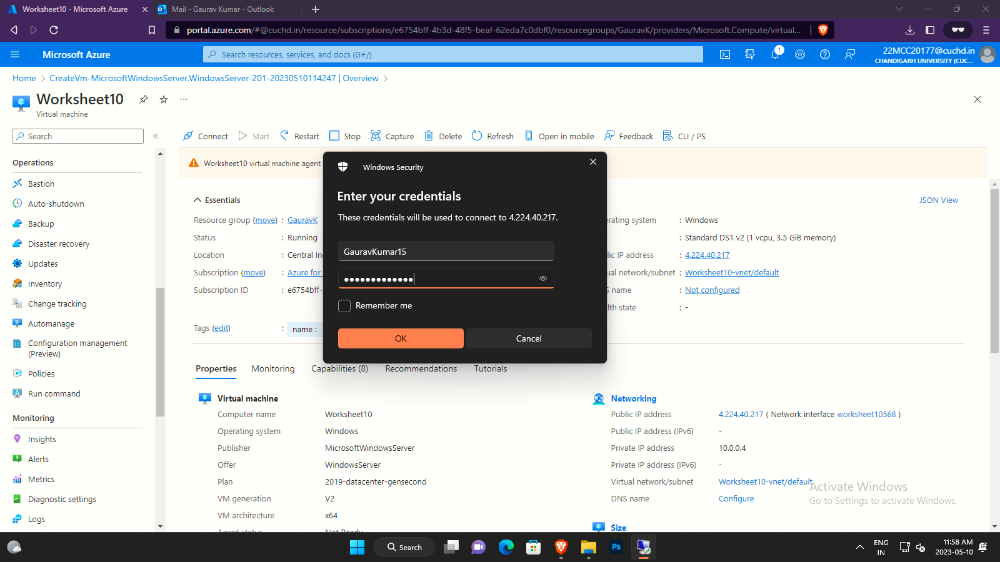 Worksheet10 - Microsoft Azure
Mail - Gaurav Kumar - Outlook
portal.azure.com/#@cuchd.in/resource/subscriptions/e6754bff-4b3d-48f5-beaf-62eda7c0dbf0/resourcegroups/GauravK/providers/Microsoft.Compute/virtual...
Microsoft Azure
Search resources, services, and docs (G+/)
1
22MCC20177@cuchd.in
CHANDIGARH UNIVERSITY (CUC...
Home > CreateVm-MicrosoftWindowsServer.WindowsServer-201-20230510114247 | Overview >
Worksheet10
Virtual machine
Search
Connect Start Restart Stop Capture Delete Refresh Open in mobile Feedback CLI / PS
Operations
Bastion
Auto-shutdown
Backup
Disaster recovery
Updates
Inventory
Change tracking
Automanage
Configuration management
(Preview)
Policies
Run command
Monitoring
Insights
Alerts
Metrics
Diagnostic settings
Logs
Worksheet10 virtual machine agent
Essentials
JSON View
Resource group (move) : GauravK
Status : Running
Location : Central In
Subscription (move) : Azure for
Subscription ID : e6754bff-
Tags (edit) : name :
erating system : Windows
: Standard DS1 v2 (1 vcpu, 3.5 GiB memory)
lic IP address : 4.224.40.217
ual network/subnet : Worksheet10-vnet/default
S name : Not configured
lth state : -
Windows Security
Enter your credentials
These credentials will be used to connect to 4.224.40.217.
GauravKumar15
•••••••••••••
Remember me
OK
Cancel
Properties Monitoring Capabilities (8) Recommendations Tutorials
Virtual machine
Computer name Worksheet10
Operating system Windows
Publisher MicrosoftWindowsServer
Offer WindowsServer
Plan 2019-datacenter-gensecond
VM generation V2
VM architecture x64
Agent status Not Ready
Networking
Public IP address 4.224.40.217 ( Network interface worksheet10568 )
Public IP address (IPv6) -
Private IP address 10.0.0.4
Private IP address (IPv6) -
Virtual network/subnet Worksheet10-vnet/default
DNS name Configure
Size
Activate Windows
Go to Settings to activate Windows.
Search
Ps
ENG
IN
11:58 AM
2023-05-10